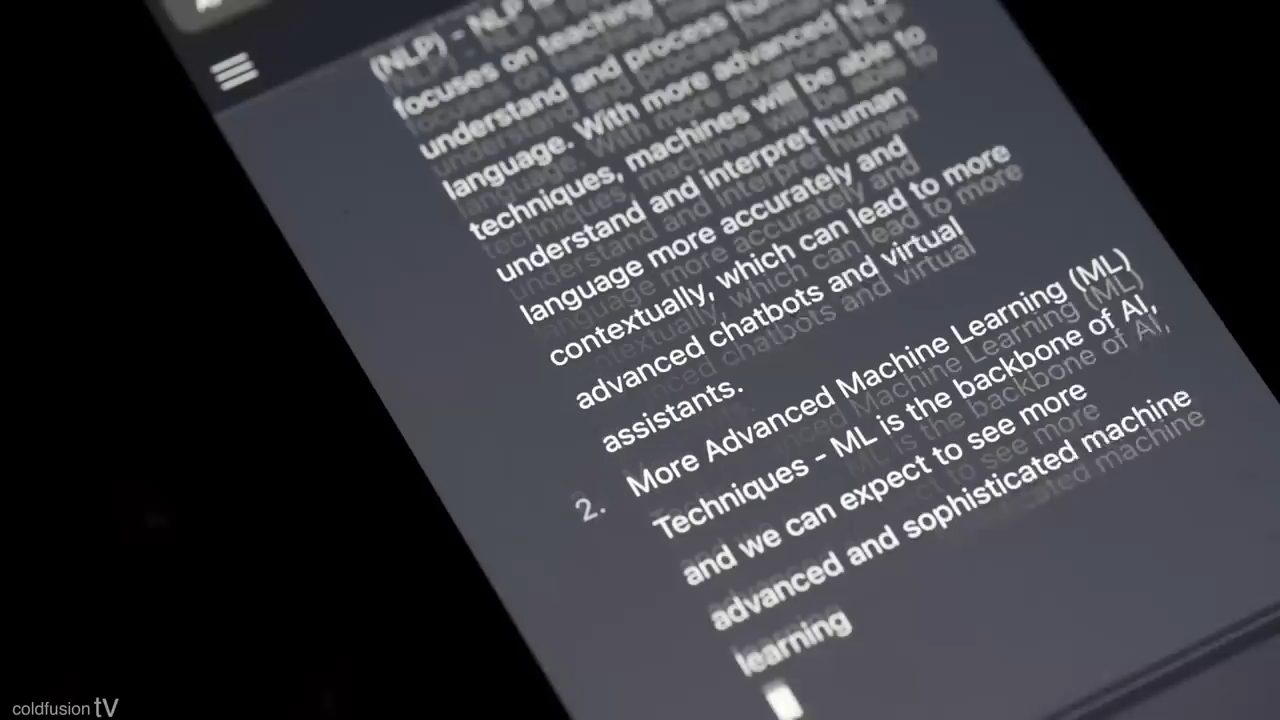 (NLP) - NLP is
focuses on teaching
understand and process human
language. With more advanced NLP
techniques, machines will be able to
understand and interpret human
language more accurately and
contextually, which can lead to more
advanced chatbots and virtual
assistants.
2. More Advanced Machine Learning (ML)
Techniques - ML is the backbone of AI,
and we can expect to see more
advanced and sophisticated machine
learning
coldfusion tv